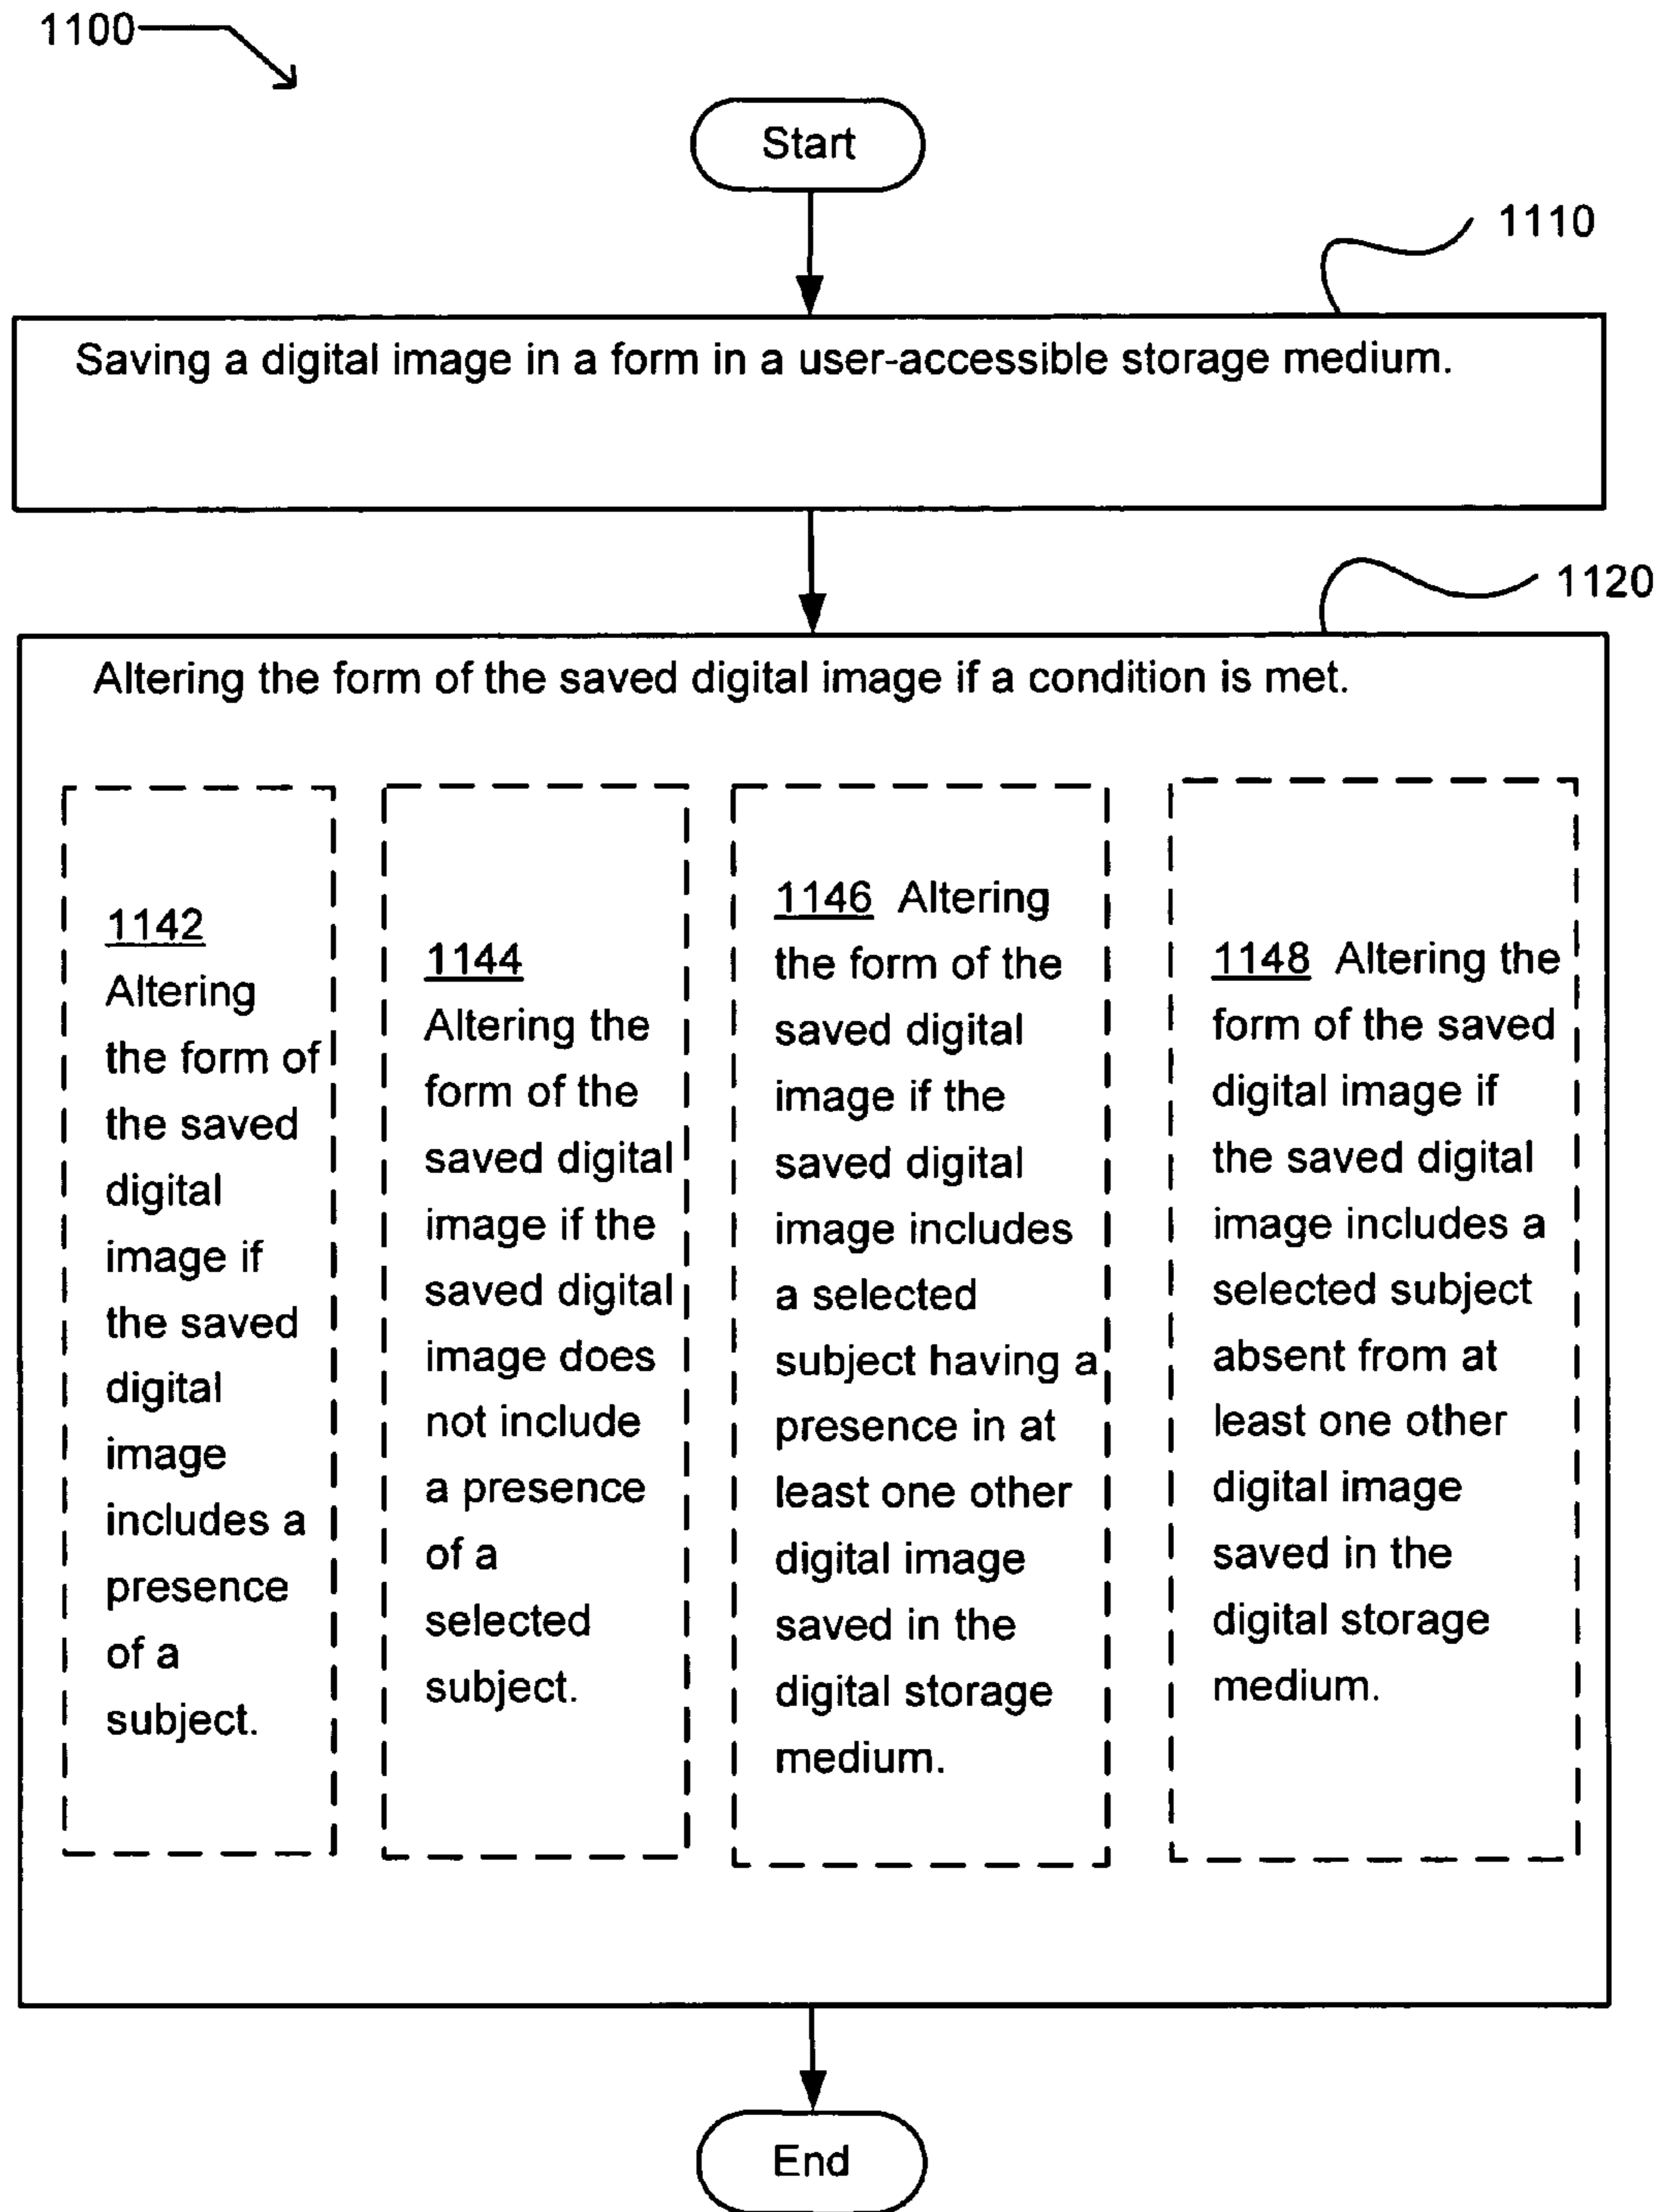 1100
Start
1110
Saving a digital image in a form in a user-accessible storage medium.
1120
Altering the form of the saved digital image if a condition is met.
1142
Altering
the form of
the saved
digital
image if
the saved
digital
image
includes a
presence
of a
subject.
1144
Altering the
form of the
saved digital
image if the
saved digital
image does
not include
a presence
of a
selected
subject.
1146 Altering
the form of the
saved digital
image if the
saved digital
image includes
a selected
subject having a
presence in at
least one other
digital image
saved in the
digital storage
medium.
1148 Altering the
form of the saved
digital image if
the saved digital
image includes a
selected subject
absent from at
least one other
digital image
saved in the
digital storage
medium.
End